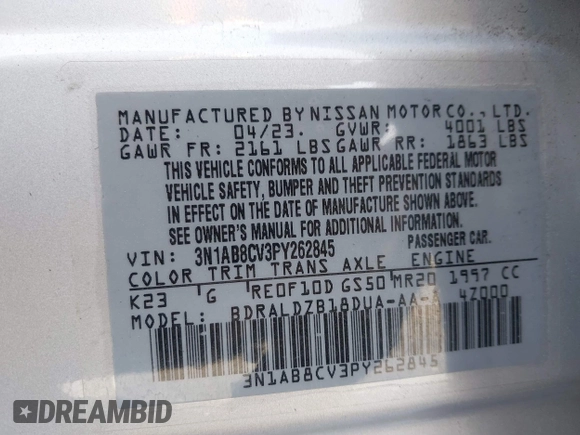 MANUFACTURED BY NISSAN MOTOR CO., LTD.
DATE: 04/23. GVWR: 4001 LBS
GAWR FR: 2161 LBS GAWR RR: 1863 LBS
THIS VEHICLE CONFORMS TO ALL APPLICABLE FEDERAL MOTOR
VEHICLE SAFETY, BUMPER AND THEFT PREVENTION STANDARDS
IN EFFECT ON THE DATE OF MANUFACTURE SHOWN ABOVE.
SEE OWNER'S MANUAL FOR ADDITIONAL INFORMATION.
VIN: 3N1AB8CV3PY262845 PASSENGER CAR.
COLOR TRIM TRANS AXLE ENGINE
K23 G RE0F10D GS50 MR20 1997 CC
MODEL: BDRALDZB18DUA-AA-A 4Z000
3N1AB8CV3PY262845
DREAMBID